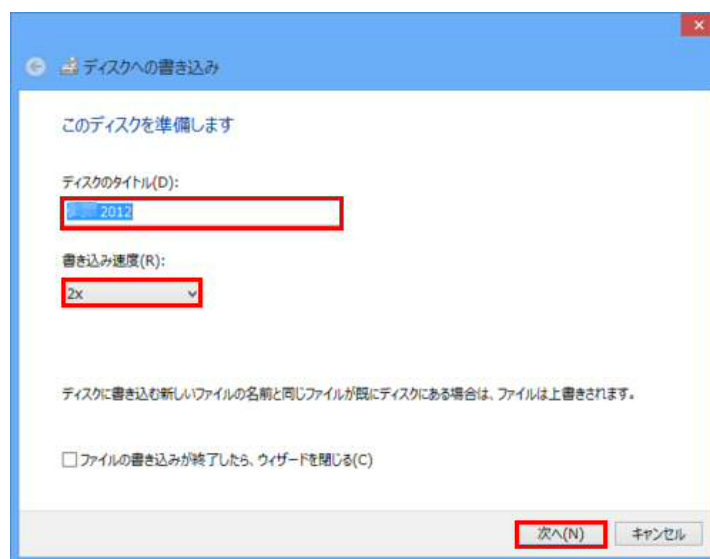 ディスクへの書き込み
このディスクを準備します
ディスクのタイトル(D):
2012
書き込み速度(R):
2x
ディスクに書き込む新しいファイルの名前と同じファイルが既にディスクにある場合は、ファイルは上書きされます。
ファイルの書き込みが終了したら、ウィザードを閉じる(C)
次へ(N)
キャンセル